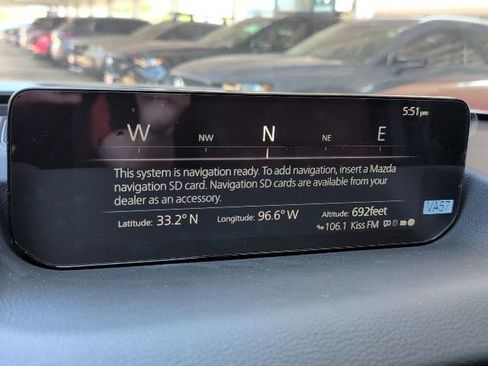 5:51pm
W NW N NE E
This system is navigation ready. To add navigation, insert a Mazda
navigation SD card. Navigation SD cards are available from your
dealer as an accessory.
Latitude: 33.2° N Longitude: 96.6° W Altitude: 692feet
106.1 Kiss FM
VA67